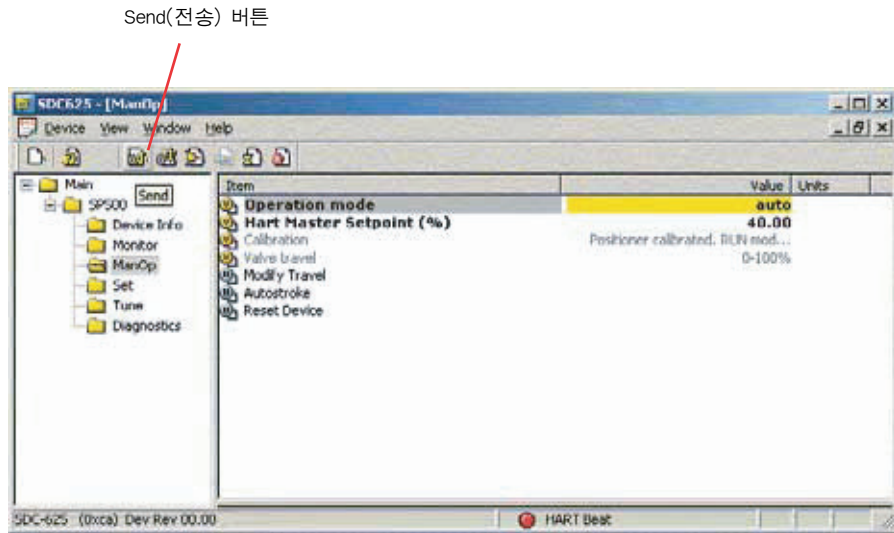 Send(전송) 버튼
SDC625 - [ManOp]
Device View Window Help
Main
SP500
Send
Device Info
Monitor
ManOp
Set
Tune
Diagnostics
Item Value Units
Operation mode auto
Hart Master Setpoint (%) 40.00
Calibration Positioner calibrated, RUN mod...
Valve travel 0-100%
Modify Travel
Autostroke
Reset Device
SDC-625 (0xca) Dev Rev 00.00 HART Beat